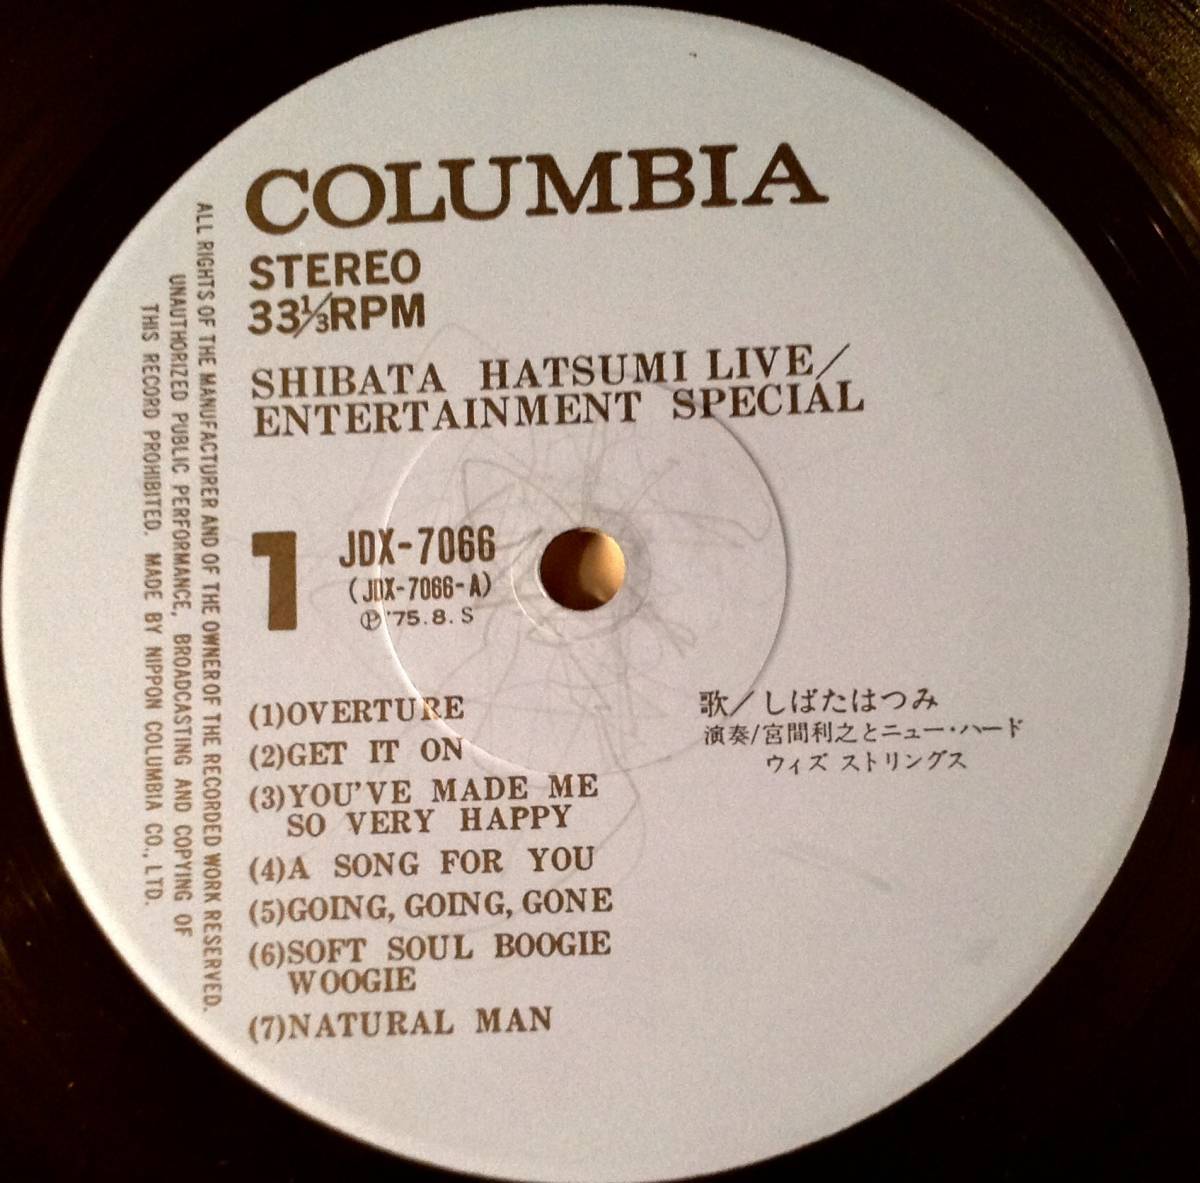 COLUMBIA
STEREO
33⅓RPM
SHIBATA HATSUMI LIVE/
ENTERTAINMENT SPECIAL
1
JDX-7066
(JDX-7066-A)
Ⓟ'75.8. S
(1)OVERTURE
(2)GET IT ON
(3)YOU'VE MADE ME
SO VERY HAPPY
(4)A SONG FOR YOU
(5)GOING, GOING, GONE
(6)SOFT SOUL BOOGIE
WOOGIE
(7)NATURAL MAN
歌/しばたはつみ
演奏/宮間利之とニュー・ハード
ウィズ ストリングス
ALL RIGHTS OF THE MANUFACTURER AND OF THE OWNER OF THE RECORDED WORK RESERVED.
UNAUTHORIZED PUBLIC PERFORMANCE, BROADCASTING AND COPYING OF
THIS RECORD PROHIBITED. MADE BY NIPPON COLUMBIA CO., LTD.